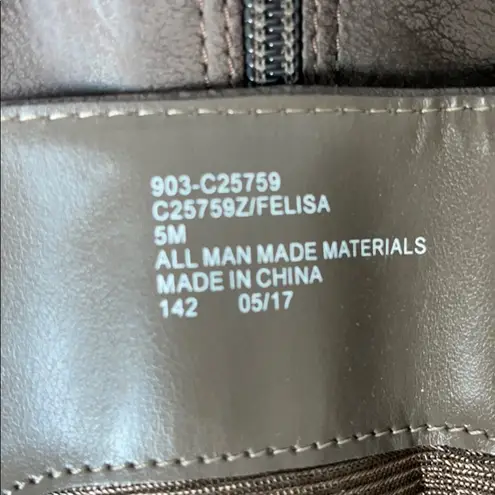 903-C25759
C25759Z/FELISA
5M
ALL MAN MADE MATERIALS
MADE IN CHINA
142 05/17